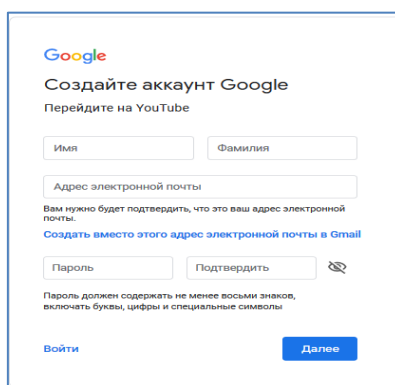 Google
Создайте аккаунт Google
Перейдите на YouTube
Имя
Фамилия
Адрес электронной почты
Вам нужно будет подтвердить, что это ваш адрес электронной
почты.
Создать вместо этого адрес электронной почты в Gmail
Пароль
Подтвердить
Пароль должен содержать не менее восьми знаков,
включать буквы, цифры и специальные символы
Войти
Далее